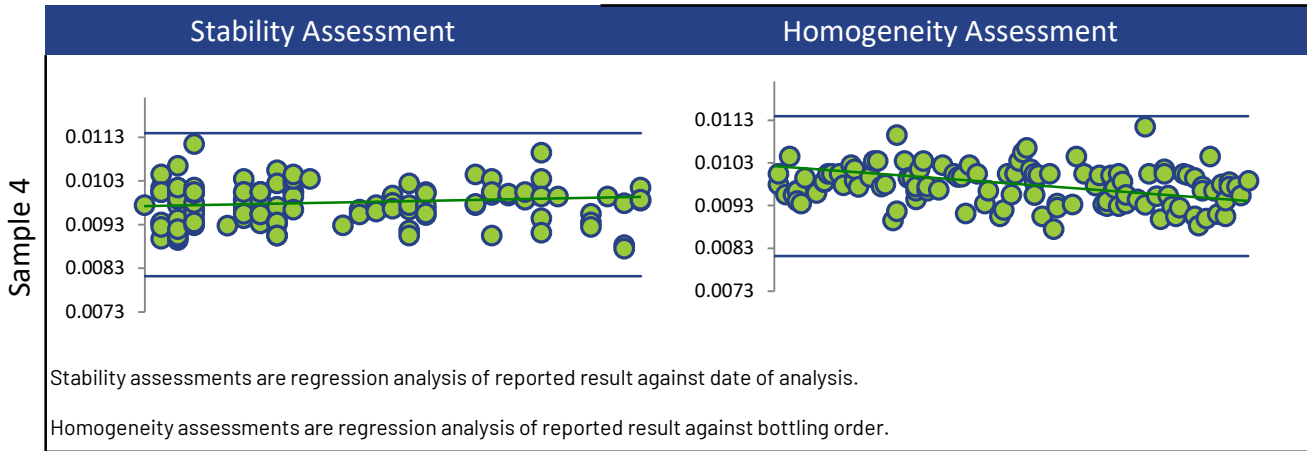 Stability Assessment
Homogeneity Assessment
Sample 4
0.0113
0.0103
0.0093
0.0083
0.0073
0.0113
0.0103
0.0093
0.0083
0.0073
Stability assessments are regression analysis of reported result against date of analysis.
Homogeneity assessments are regression analysis of reported result against bottling order.